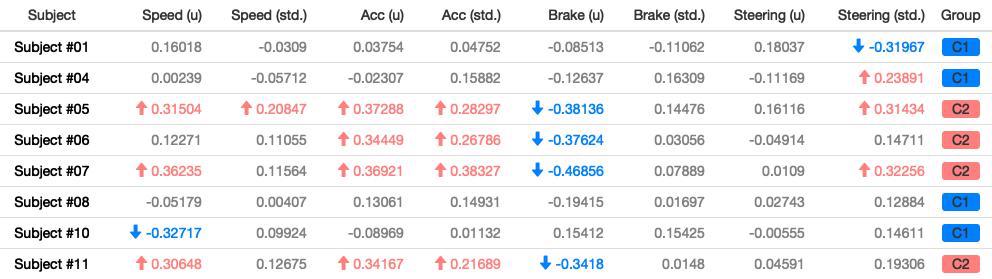 Subject Speed (u) Speed (std.) Acc (u) Acc (std.) Brake (u) Brake (std.) Steering (u) Steering (std.) Group
Subject #01 0.16018 -0.0309 0.03754 0.04752 -0.08513 -0.11062 0.18037 ↓ -0.31967 C1
Subject #04 0.00239 -0.05712 -0.02307 0.15882 -0.12637 0.16309 -0.11169 ↑ 0.23891 C1
Subject #05 ↑ 0.31504 ↑ 0.20847 ↑ 0.37288 ↑ 0.28297 ↓ -0.38136 0.14476 0.16116 ↑ 0.31434 C2
Subject #06 0.12271 0.11055 ↑ 0.34449 ↑ 0.26786 ↓ -0.37624 0.03056 -0.04914 0.14711 C2
Subject #07 ↑ 0.36235 0.11564 ↑ 0.36921 ↑ 0.38327 ↓ -0.46856 0.07889 0.0109 ↑ 0.32256 C2
Subject #08 -0.05179 0.00407 0.13061 0.14931 -0.19415 0.01697 0.02743 0.12884 C1
Subject #10 ↓ -0.32717 0.09924 -0.08969 0.01132 0.15412 0.15425 -0.00555 0.14611 C1
Subject #11 ↑ 0.30648 0.12675 ↑ 0.34167 ↑ 0.21689 ↓ -0.3418 0.0148 0.04591 0.19306 C2